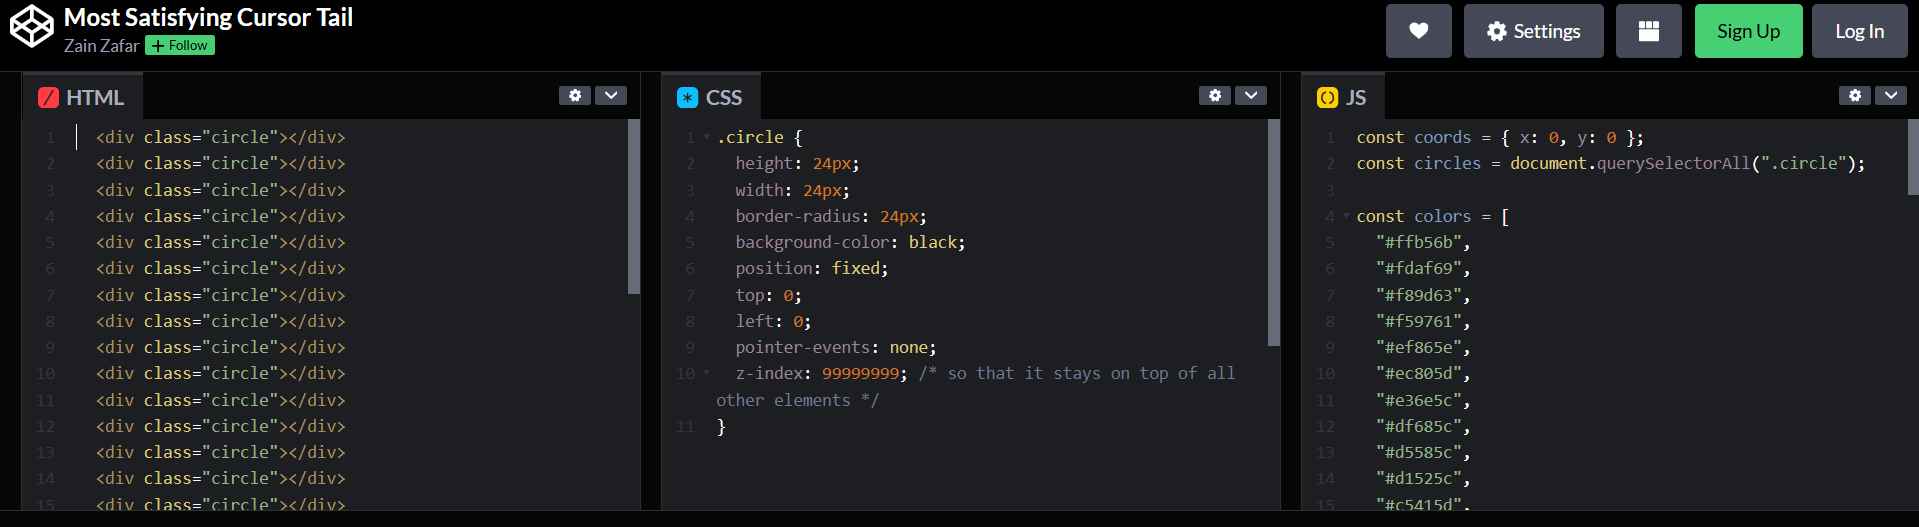 Most Satisfying Cursor Tail
Zain Zafar + Follow
Settings
Sign Up
Log In
HTML
1 <div class="circle"></div>
2 <div class="circle"></div>
3 <div class="circle"></div>
4 <div class="circle"></div>
5 <div class="circle"></div>
6 <div class="circle"></div>
7 <div class="circle"></div>
8 <div class="circle"></div>
9 <div class="circle"></div>
10 <div class="circle"></div>
11 <div class="circle"></div>
12 <div class="circle"></div>
13 <div class="circle"></div>
14 <div class="circle"></div>
15 <div class="circle"></div>
CSS
1 .circle {
2 height: 24px;
3 width: 24px;
4 border-radius: 24px;
5 background-color: black;
6 position: fixed;
7 top: 0;
8 left: 0;
9 pointer-events: none;
10 z-index: 99999999; /* so that it stays on top of all
other elements */
11 }
JS
1 const coords = { x: 0, y: 0 };
2 const circles = document.querySelectorAll(".circle");
3
4 const colors = [
5 "#ffb56b",
6 "#fdaf69",
7 "#f89d63",
8 "#f59761",
9 "#ef865e",
10 "#ec805d",
11 "#e36e5c",
12 "#df685c",
13 "#d5585c",
14 "#d1525c",
15 "#c5415d",